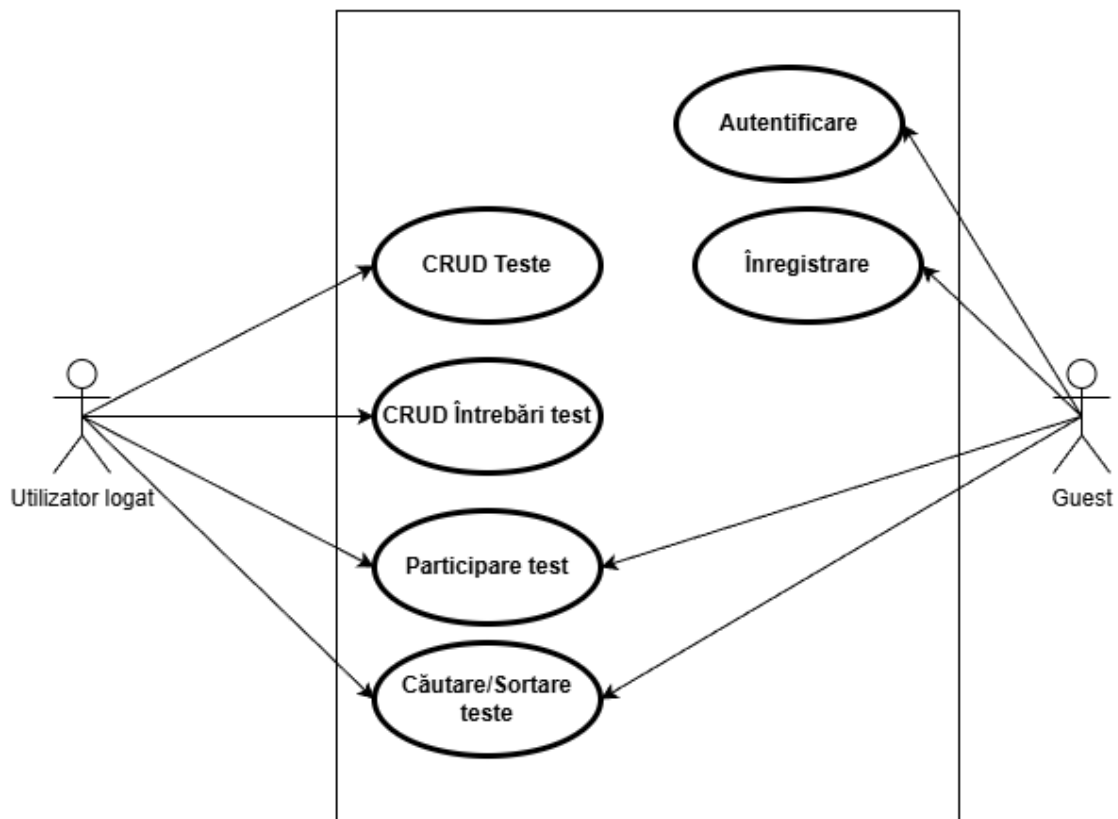 Autentificare
CRUD Teste
Înregistrare
CRUD Întrebări test
Utilizator logat
Guest
Participare test
Căutare/Sortare
teste